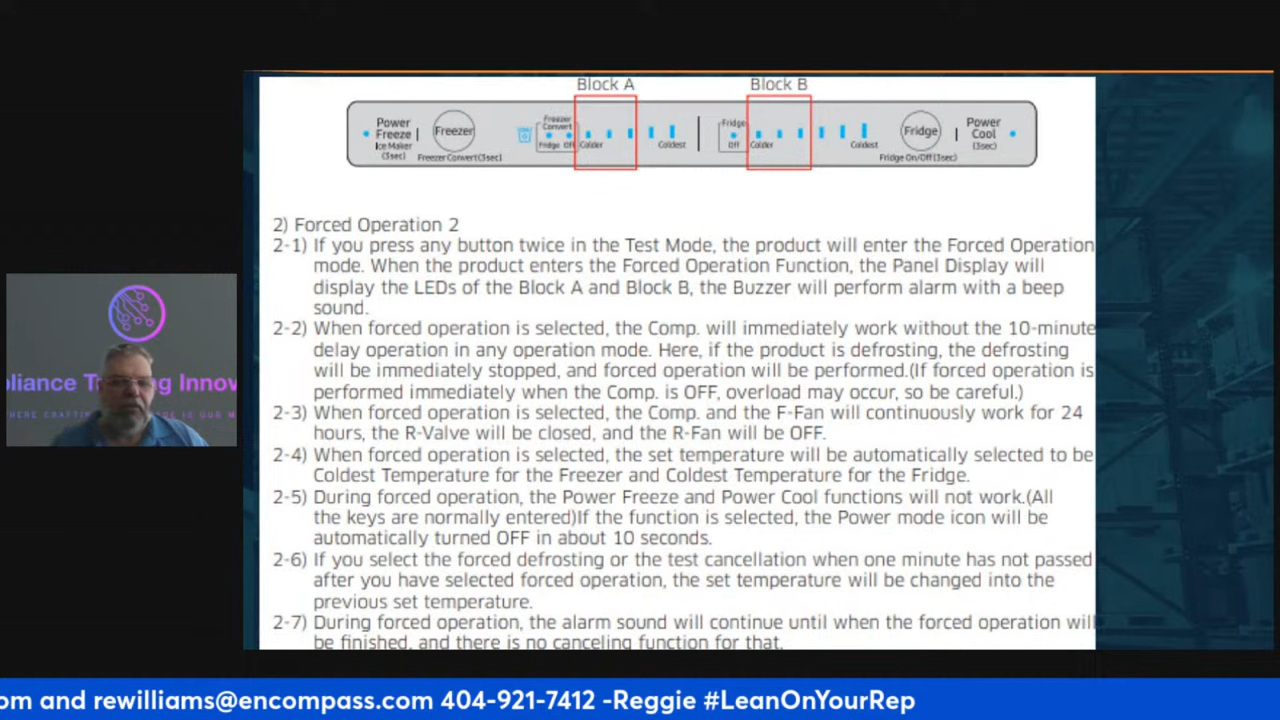 Block A
Block B
Power Freeze
Ice Maker (3sec)
Freezer
Freezer Convert(3sec)
Freezer Convert
Fridge Off
Colder
Coldest
Fridge
Off
Colder
Coldest
Fridge
Fridge On/Off(3sec)
Power Cool
(3sec)
2) Forced Operation 2
2-1) If you press any button twice in the Test Mode, the product will enter the Forced Operation
mode. When the product enters the Forced Operation Function, the Panel Display will
display the LEDs of the Block A and Block B, the Buzzer will perform alarm with a beep
sound.
2-2) When forced operation is selected, the Comp. will immediately work without the 10-minute
delay operation in any operation mode. Here, if the product is defrosting, the defrosting
will be immediately stopped, and forced operation will be performed.(If forced operation is
performed immediately when the Comp. is OFF, overload may occur, so be careful.)
2-3) When forced operation is selected, the Comp. and the F-Fan will continuously work for 24
hours, the R-Valve will be closed, and the R-Fan will be OFF.
2-4) When forced operation is selected, the set temperature will be automatically selected to be
Coldest Temperature for the Freezer and Coldest Temperature for the Fridge.
2-5) During forced operation, the Power Freeze and Power Cool functions will not work.(All
the keys are normally entered)If the function is selected, the Power mode icon will be
automatically turned OFF in about 10 seconds.
2-6) If you select the forced defrosting or the test cancellation when one minute has not passed
after you have selected forced operation, the set temperature will be changed into the
previous set temperature.
2-7) During forced operation, the alarm sound will continue until when the forced operation will
be finished, and there is no canceling function for that.
pliance T ng Innov
om and rewilliams@encompass.com 404-921-7412 -Reggie #LeanOnYourRep